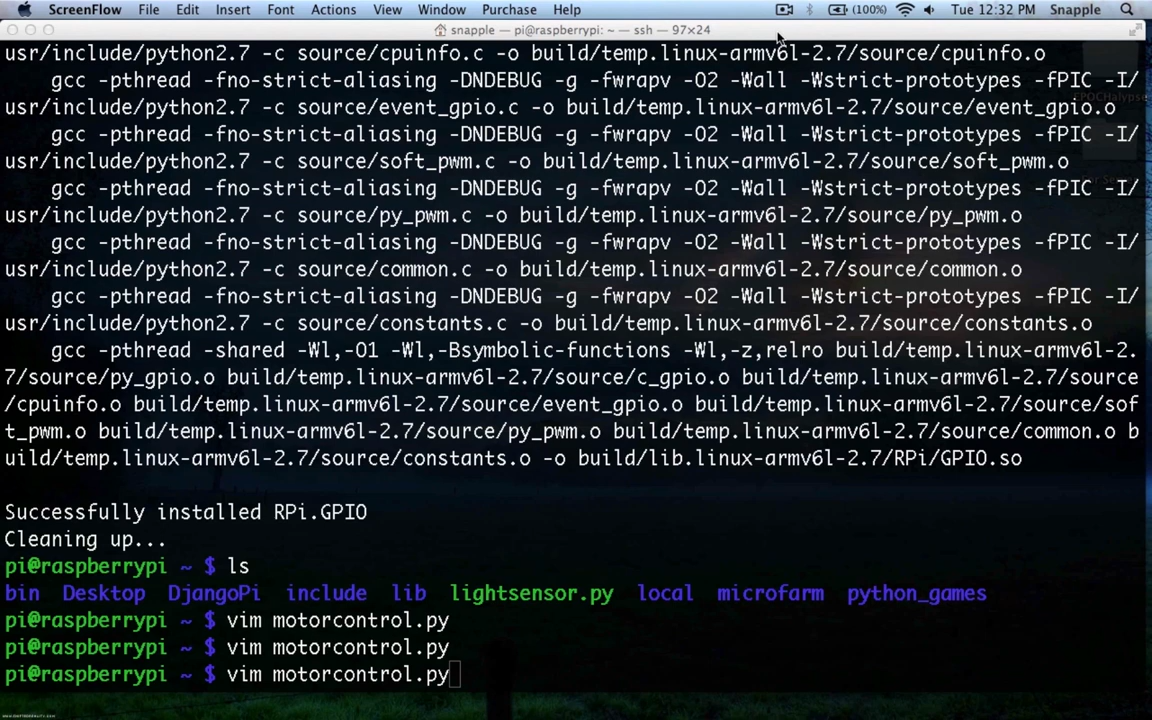 ScreenFlow File Edit Insert Font Actions View Window Purchase Help (100%) Tue 12:32 PM Snapple
snapple — pi@raspberrypi: ~ — ssh — 97×24
usr/include/python2.7 -c source/cpuinfo.c -o build/temp.linux-armv6l-2.7/source/cpuinfo.o
gcc -pthread -fno-strict-aliasing -DNDEBUG -g -fwrapv -O2 -Wall -Wstrict-prototypes -fPIC -I/
usr/include/python2.7 -c source/event_gpio.c -o build/temp.linux-armv6l-2.7/source/event_gpio.o
gcc -pthread -fno-strict-aliasing -DNDEBUG -g -fwrapv -O2 -Wall -Wstrict-prototypes -fPIC -I/
usr/include/python2.7 -c source/soft_pwm.c -o build/temp.linux-armv6l-2.7/source/soft_pwm.o
gcc -pthread -fno-strict-aliasing -DNDEBUG -g -fwrapv -O2 -Wall -Wstrict-prototypes -fPIC -I/
usr/include/python2.7 -c source/py_pwm.c -o build/temp.linux-armv6l-2.7/source/py_pwm.o
gcc -pthread -fno-strict-aliasing -DNDEBUG -g -fwrapv -O2 -Wall -Wstrict-prototypes -fPIC -I/
usr/include/python2.7 -c source/common.c -o build/temp.linux-armv6l-2.7/source/common.o
gcc -pthread -fno-strict-aliasing -DNDEBUG -g -fwrapv -O2 -Wall -Wstrict-prototypes -fPIC -I/
usr/include/python2.7 -c source/constants.c -o build/temp.linux-armv6l-2.7/source/constants.o
gcc -pthread -shared -Wl,-O1 -Wl,-Bsymbolic-functions -Wl,-z,relro build/temp.linux-armv6l-2.
7/source/py_gpio.o build/temp.linux-armv6l-2.7/source/c_gpio.o build/temp.linux-armv6l-2.7/source
/cpuinfo.o build/temp.linux-armv6l-2.7/source/event_gpio.o build/temp.linux-armv6l-2.7/source/sof
t_pwm.o build/temp.linux-armv6l-2.7/source/py_pwm.o build/temp.linux-armv6l-2.7/source/common.o b
uild/temp.linux-armv6l-2.7/source/constants.o -o build/lib.linux-armv6l-2.7/RPi/GPIO.so
Successfully installed RPi.GPIO
Cleaning up...
pi@raspberrypi ~ $ ls
bin Desktop DjangoPi include lib lightsensor.py local microfarm python_games
pi@raspberrypi ~ $ vim motorcontrol.py
pi@raspberrypi ~ $ vim motorcontrol.py
pi@raspberrypi ~ $ vim motorcontrol.py